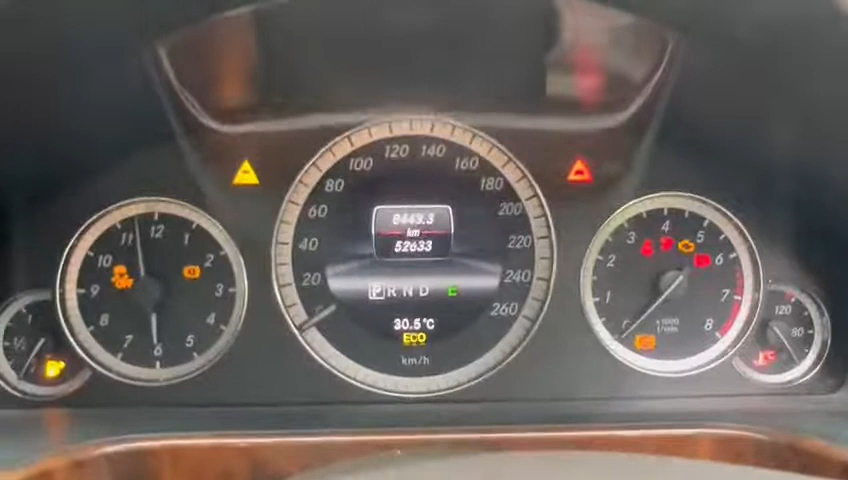 11 12 1
10 2
9 3
8 4
7 6 5
OFF
20 40 60 80 100 120 140 160 180 200 220 240 260
8443.3
km
52633
P R N D E
30.5°C
ECO
km/h
1 2 3 4 5 6 7 8
x1000
1/min
120
80